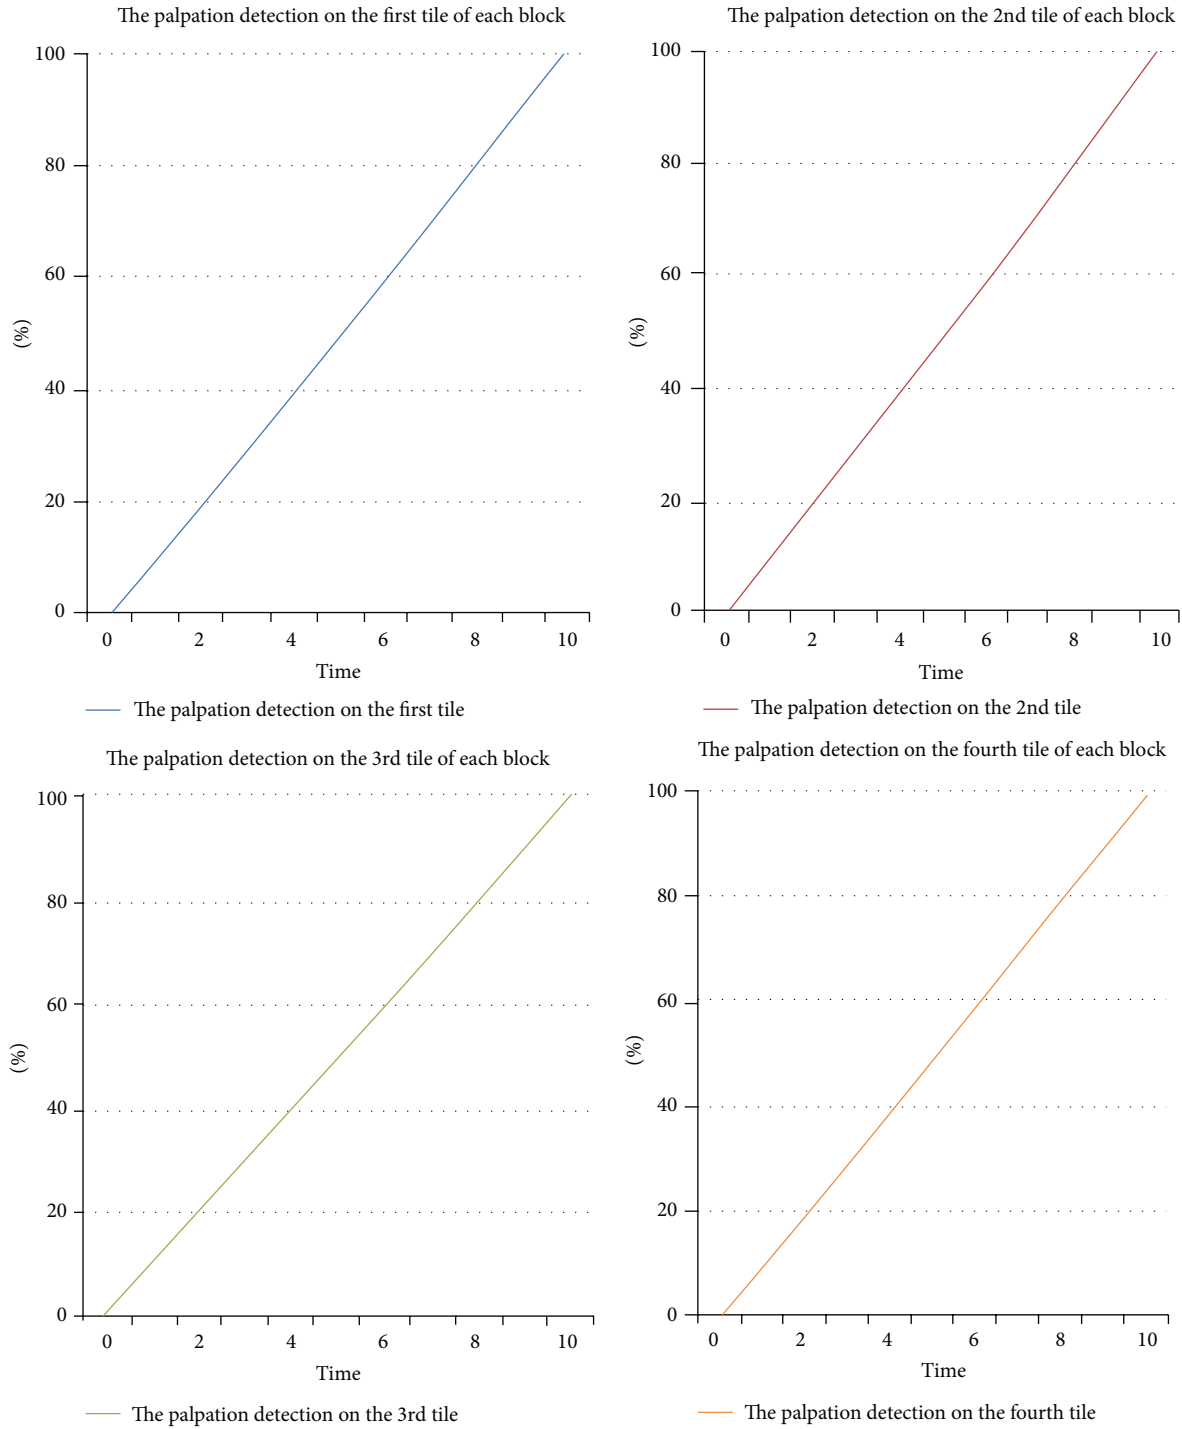 The palpation detection on the first tile of each block
100
80
60
40
20
0
(%)
0 2 4 6 8 10
Time
The palpation detection on the first tile
The palpation detection on the 2nd tile of each block
100
80
60
40
20
0
(%)
0 2 4 6 8 10
Time
The palpation detection on the 2nd tile
The palpation detection on the 3rd tile of each block
100
80
60
40
20
0
(%)
0 2 4 6 8 10
Time
The palpation detection on the 3rd tile
The palpation detection on the fourth tile of each block
100
80
60
40
20
0
(%)
0 2 4 6 8 10
Time
The palpation detection on the fourth tile